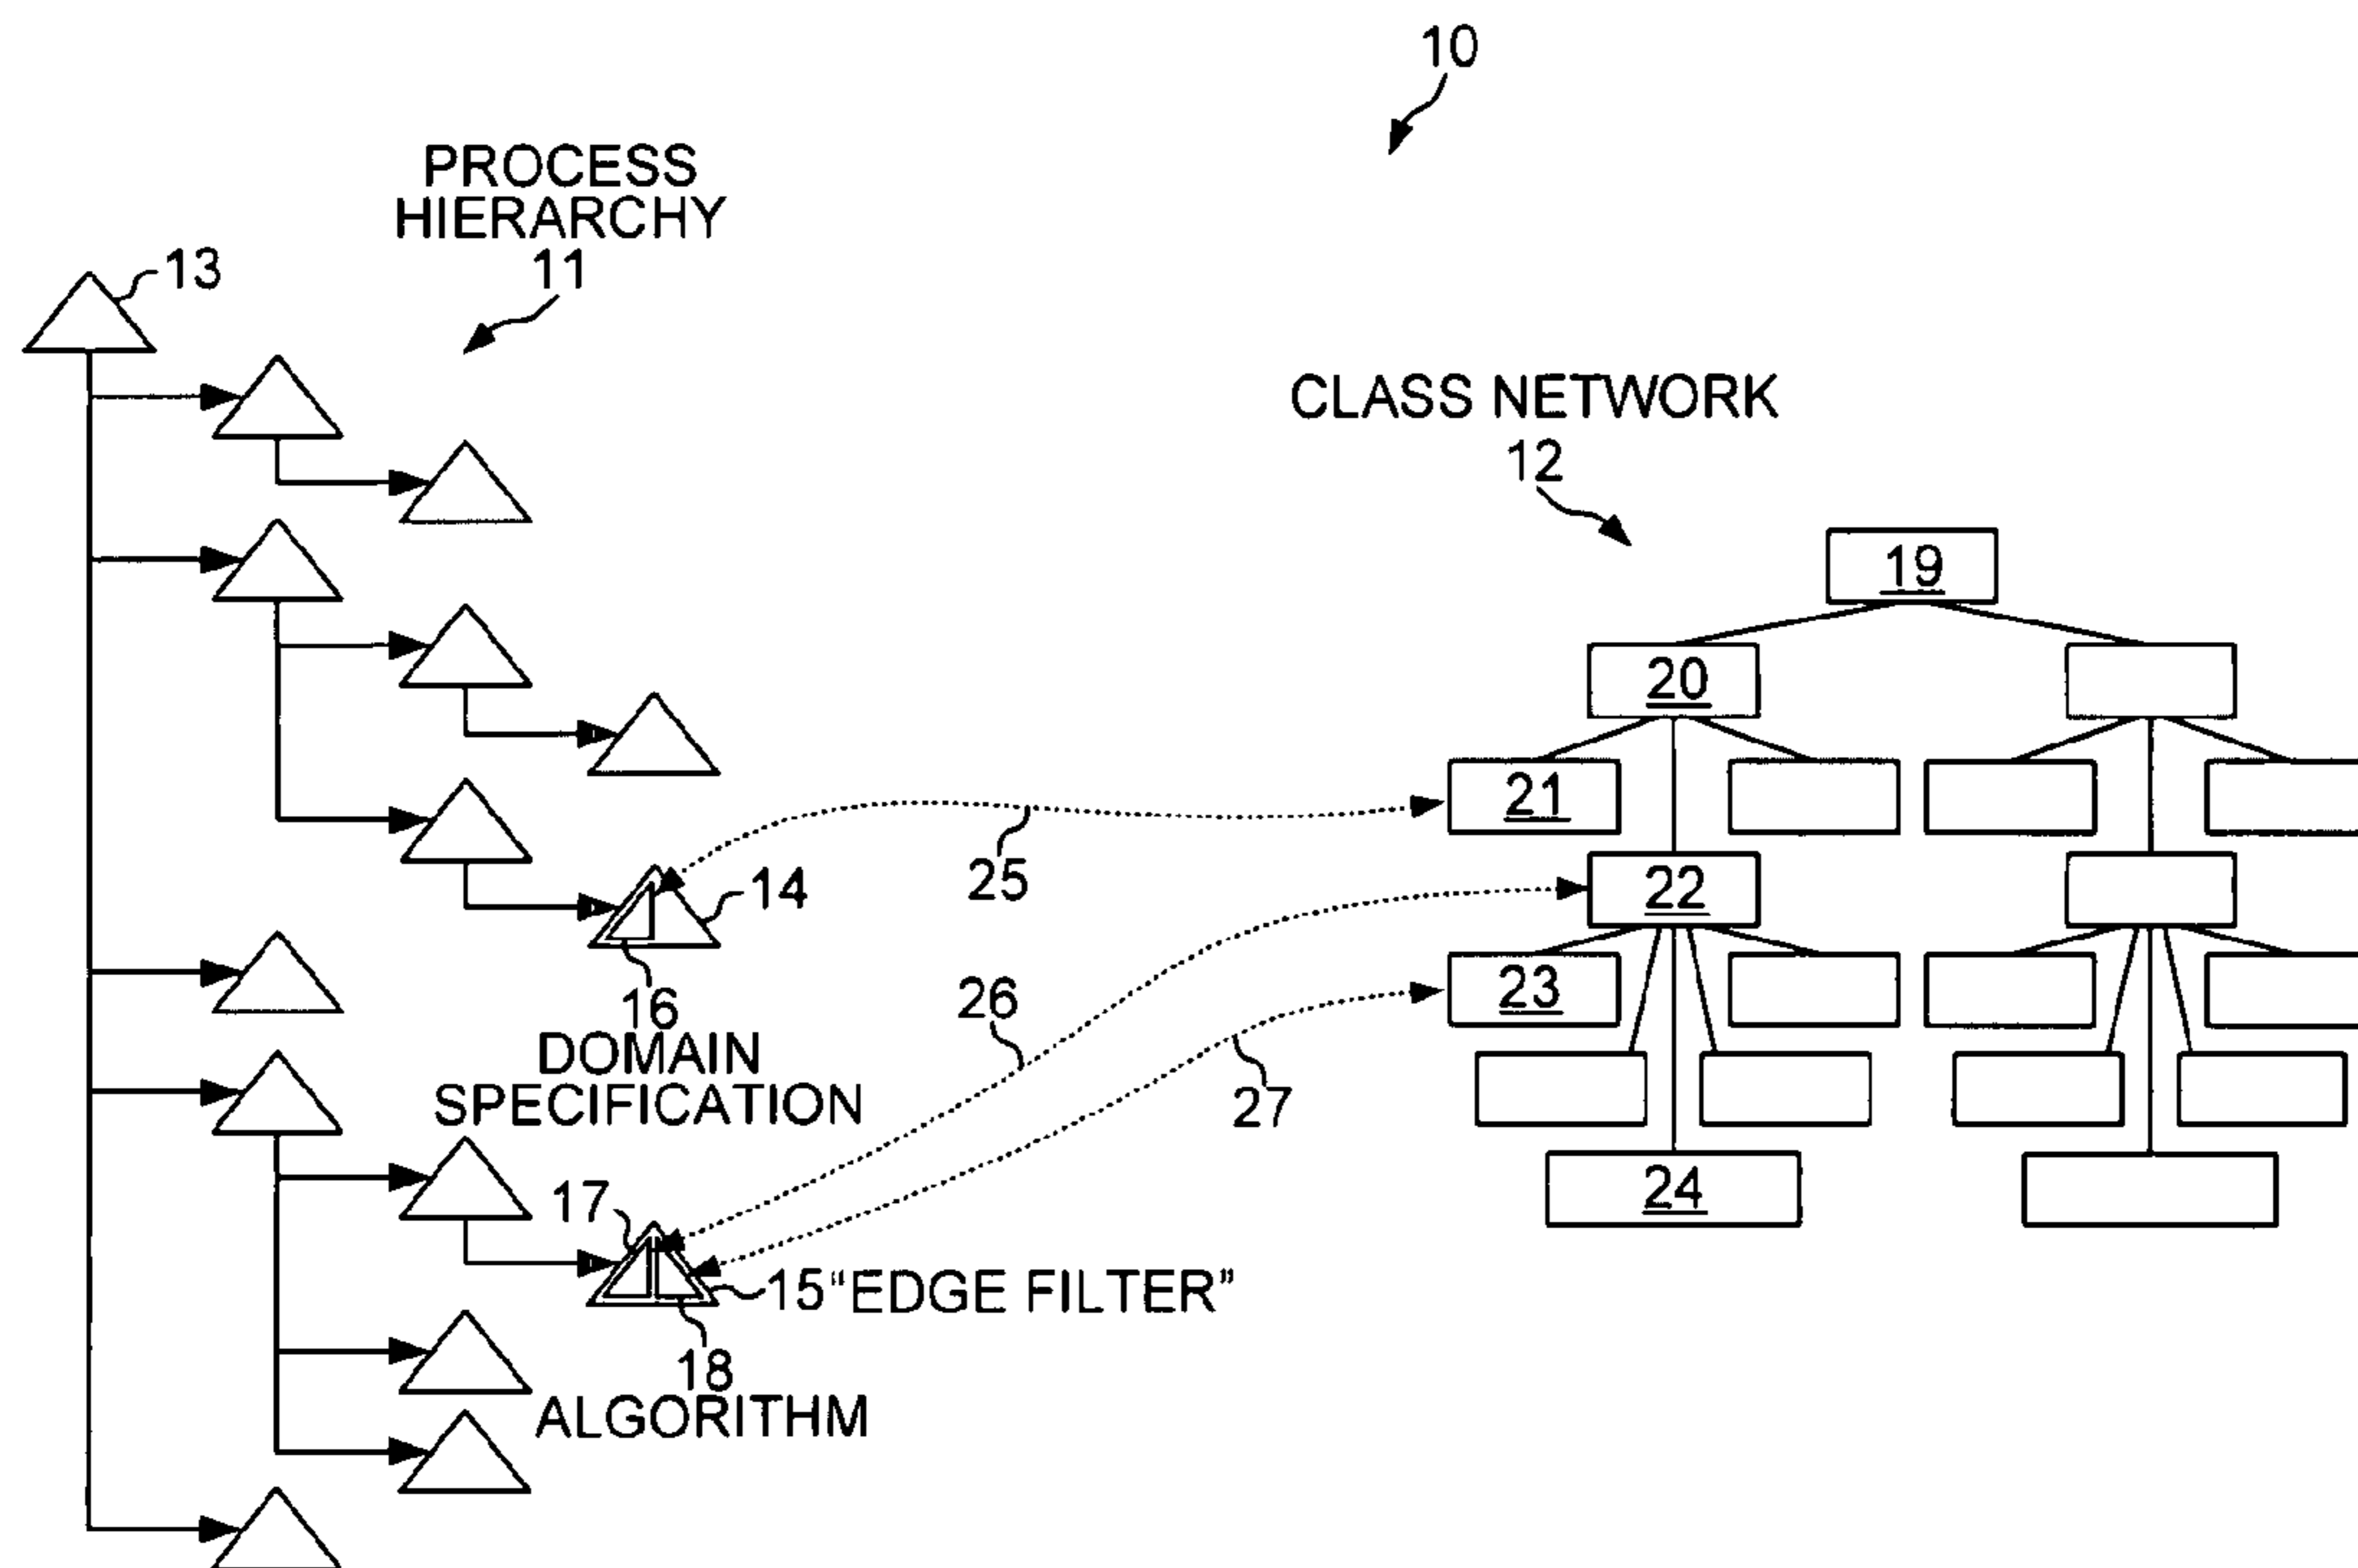 10
PROCESS
HIERARCHY
11
13
CLASS NETWORK
12
19
20
21
25
14
22
16
DOMAIN
SPECIFICATION
26
23
27
17
24
15 "EDGE FILTER"
18
ALGORITHM